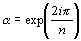 α = exp(2iπ/n)